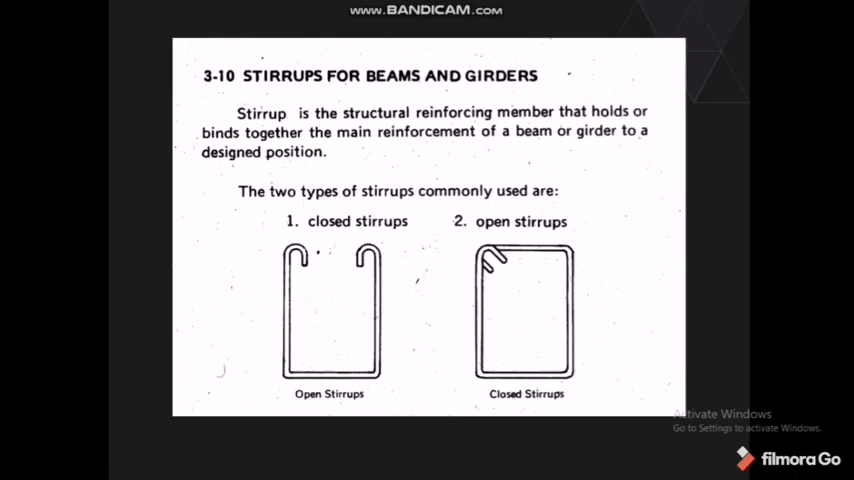 www.BANDICAM.com
3-10 STIRRUPS FOR BEAMS AND GIRDERS
Stirrup is the structural reinforcing member that holds or
binds together the main reinforcement of a beam or girder to a
designed position.
The two types of stirrups commonly used are:
1. closed stirrups 2. open stirrups
Open Stirrups Closed Stirrups
Activate Windows
Go to Settings to activate Windows.
filmora Go